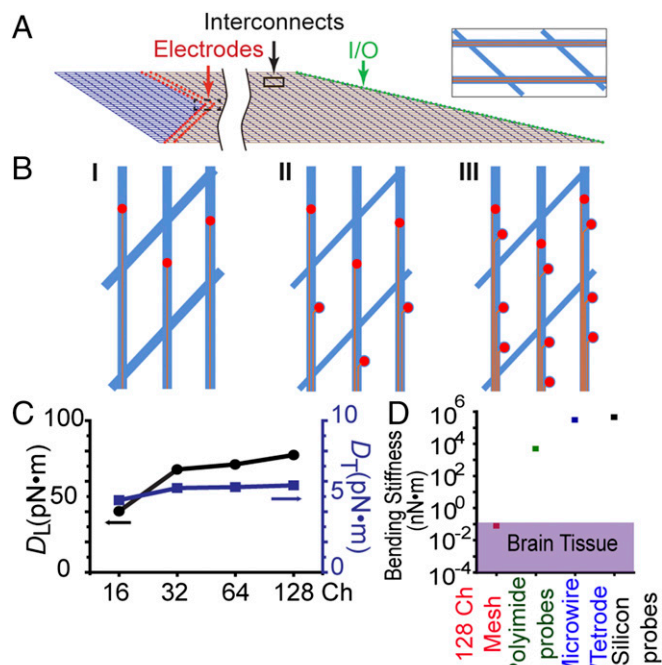 A
Interconnects
Electrodes
I/O
B
I
II
III
C
D
100
50
0
D_L(pN•m)
10
5
0
D_T(pN•m)
16 32 64 128 Ch
Bending Stiffness
(nN•m)
10^6
10^4
10^2
10^0
10^-2
10^-4
Brain Tissue
128 Ch
Mesh
Polyimide
probes
Microwire
/Tetrode
Silicon
probes